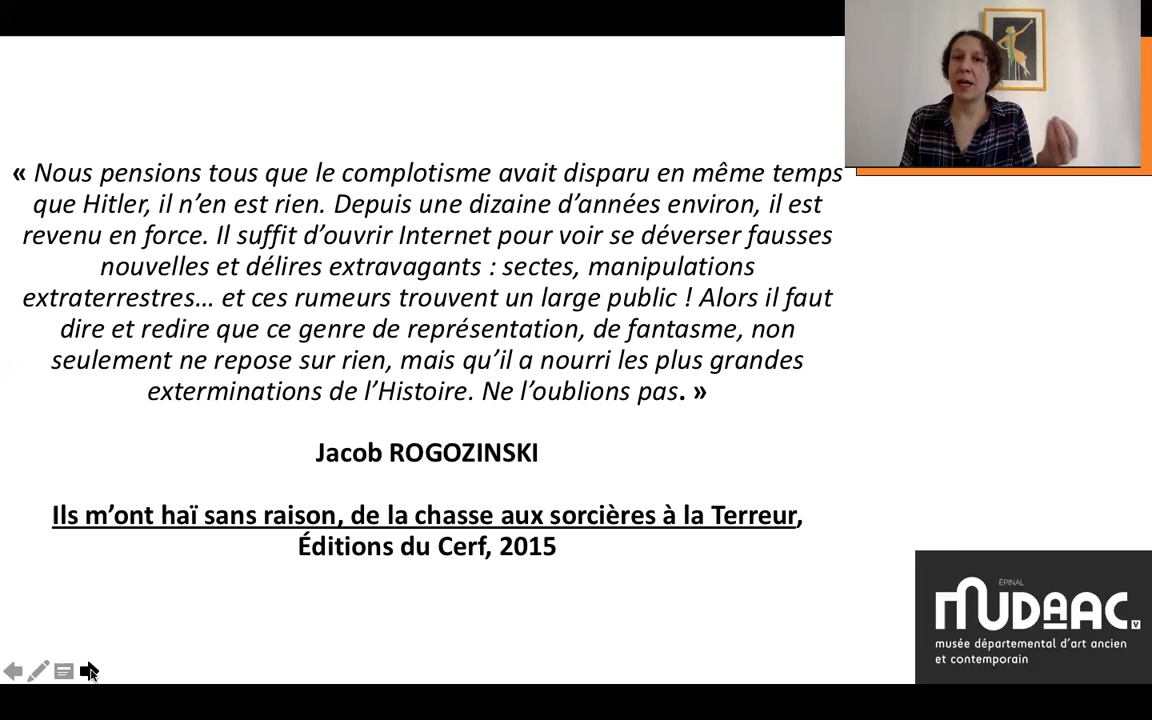 « Nous pensions tous que le complotisme avait disparu en même temps
que Hitler, il n’en est rien. Depuis une dizaine d’années environ, il est
revenu en force. Il suffit d’ouvrir Internet pour voir se déverser fausses
nouvelles et délires extravagants : sectes, manipulations
extraterrestres… et ces rumeurs trouvent un large public ! Alors il faut
dire et redire que ce genre de représentation, de fantasme, non
seulement ne repose sur rien, mais qu’il a nourri les plus grandes
exterminations de l’Histoire. Ne l’oublions pas. »
Jacob ROGOZINSKI
Ils m’ont haï sans raison, de la chasse aux sorcières à la Terreur,
Éditions du Cerf, 2015
ÉPINAL
MUDAAC
V
musée départemental d’art ancien
et contemporain